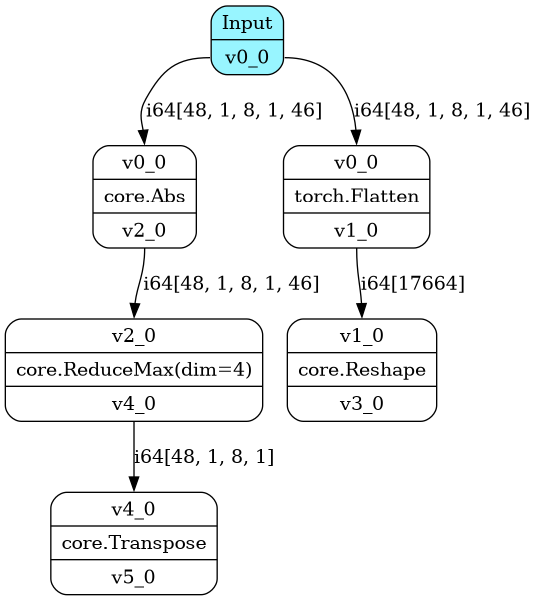 Input
v0_0
i64[48, 1, 8, 1, 46]
i64[48, 1, 8, 1, 46]
v0_0
core.Abs
v2_0
v0_0
torch.Flatten
v1_0
i64[48, 1, 8, 1, 46]
i64[17664]
v2_0
core.ReduceMax(dim=4)
v4_0
v1_0
core.Reshape
v3_0
i64[48, 1, 8, 1]
v4_0
core.Transpose
v5_0